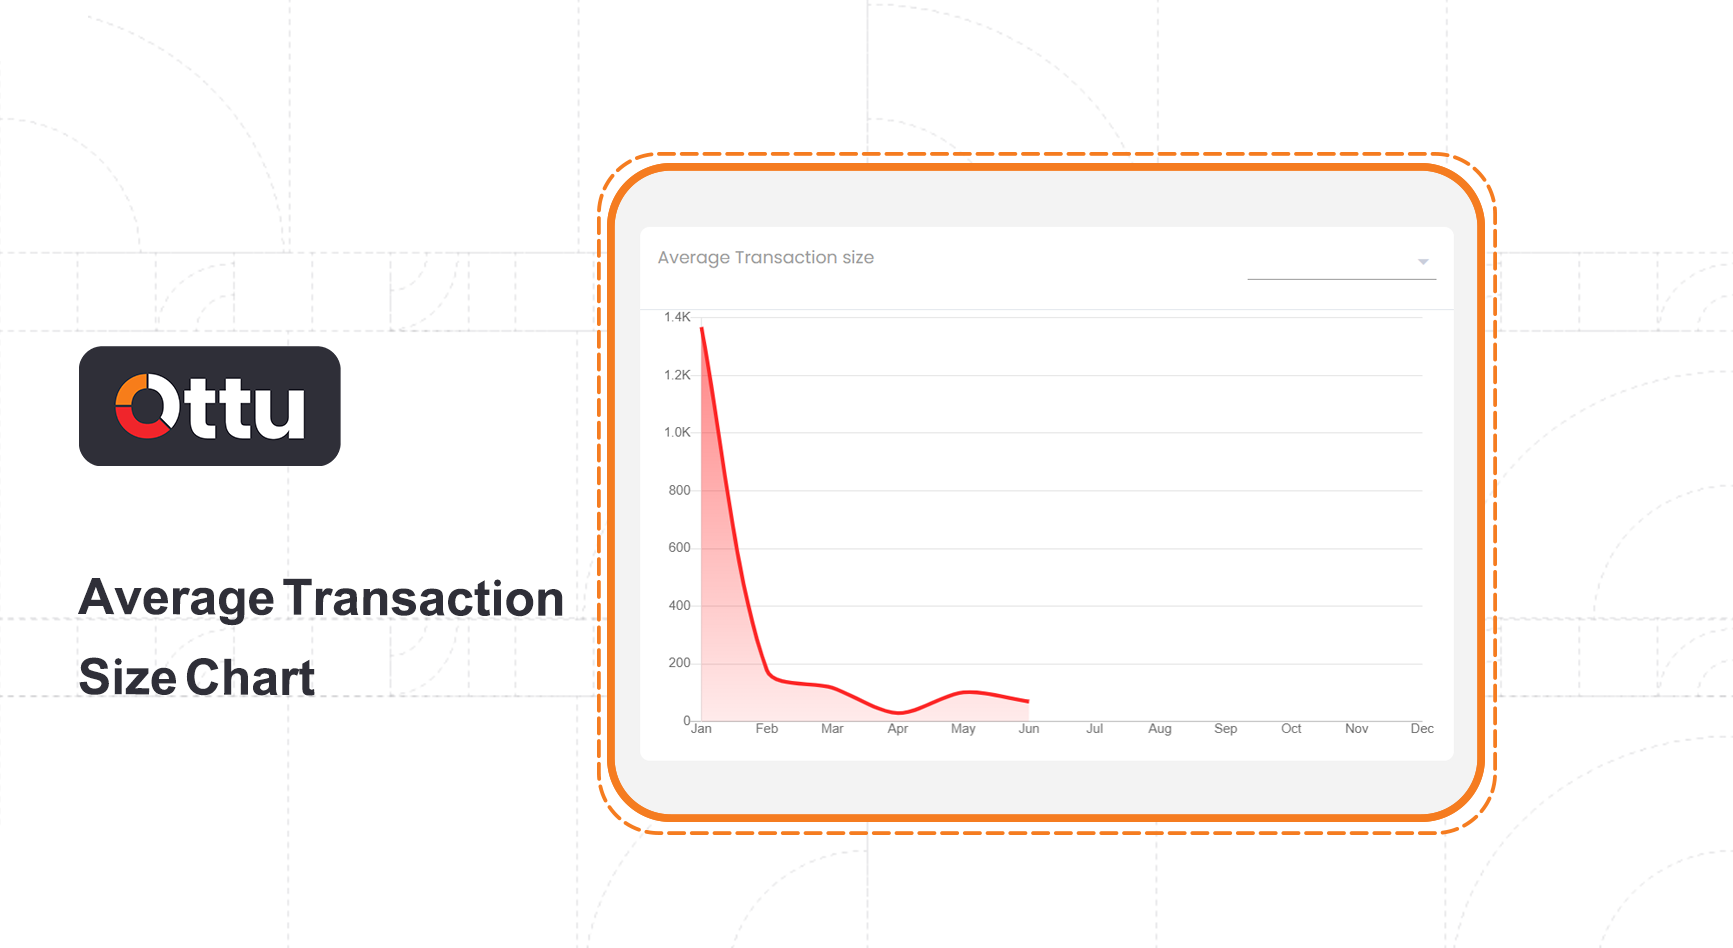 Ottu
Average Transaction
Size Chart
Average Transaction size
1.4K
1.2K
1.0K
800
600
400
200
0
Jan Feb Mar Apr May Jun Jul Aug Sep Oct Nov Dec